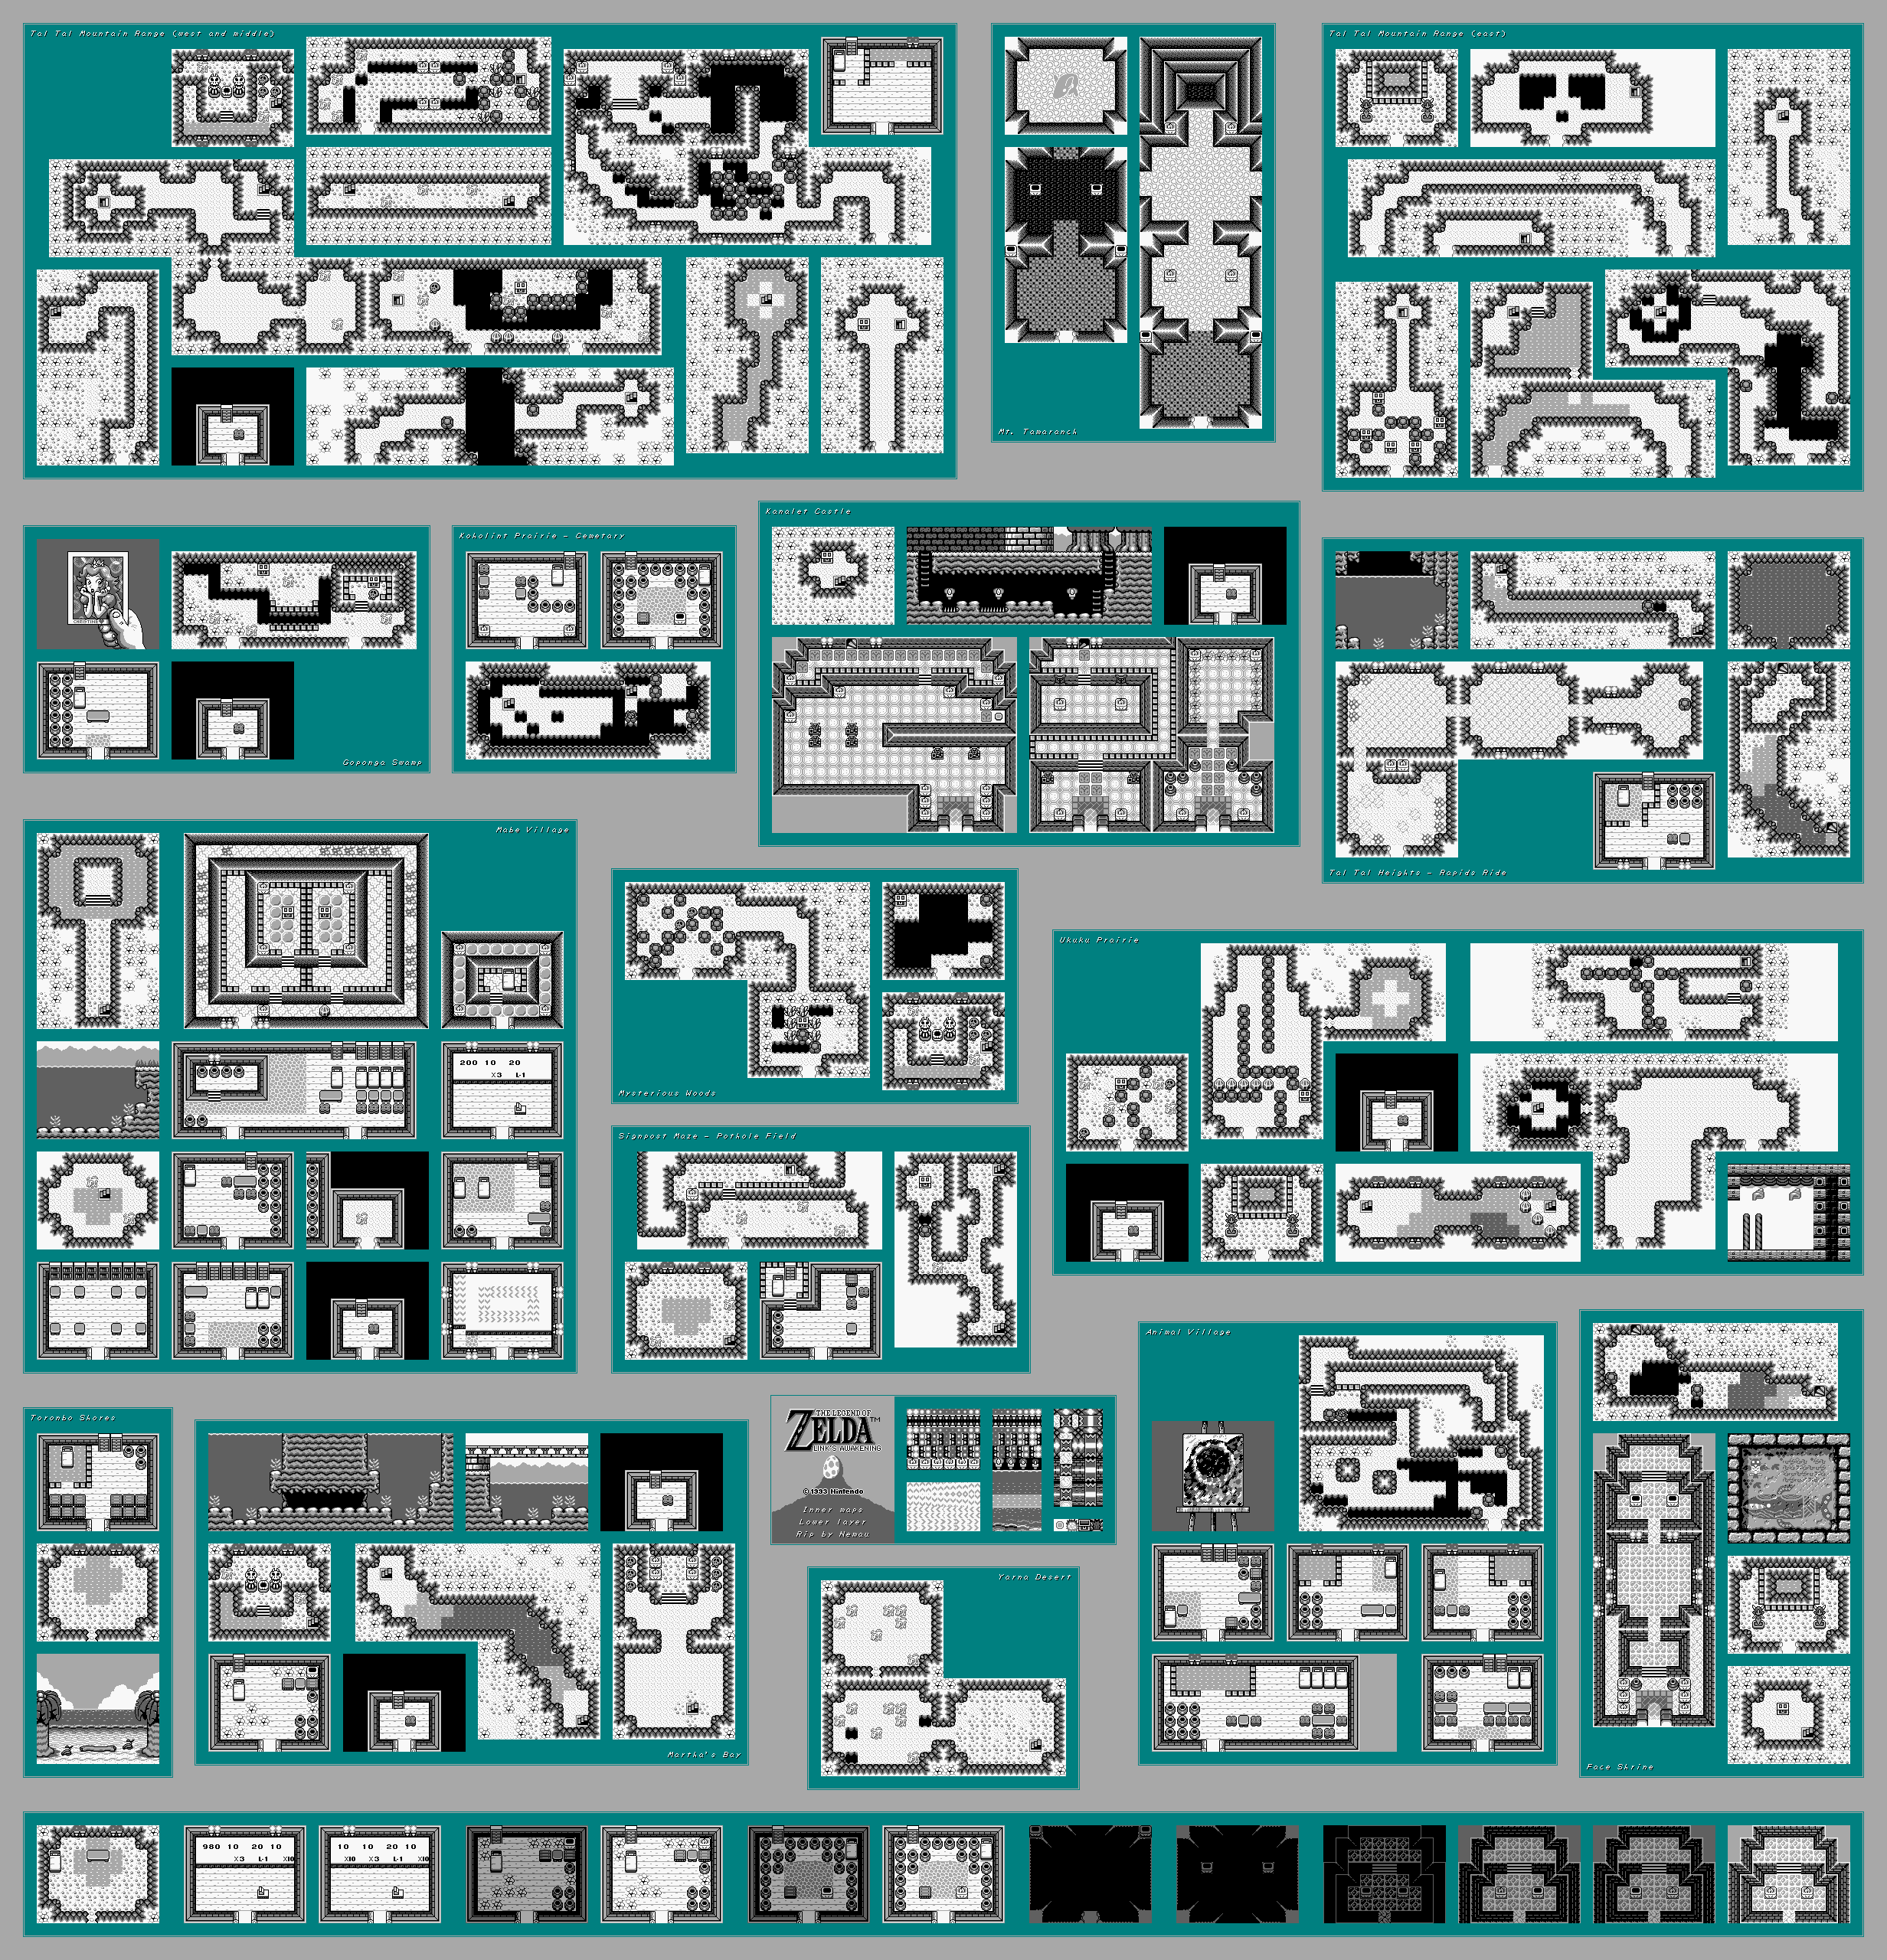 Tal Tal Mountain Range (west and middle)
Mt. Tamaranch
Tal Tal Mountain Range (east)
Goponga Swamp
Koholint Prairie - Cemetary
Kanalet Castle
Tal Tal Heights - Rapids Ride
Mabe Village
200 10 20
X3 L-1
Mysterious Woods
Ukuku Prairie
Signpost Maze - Pothole Field
Animal Village
Face Shrine
Toronbo Shores
Martha's Bay
THE LEGEND OF
ZELDA™
LINK'S AWAKENING
© 1993 Nintendo
Inner maps
Lower layer
Rip by Nemau
Yarna Desert
980 10 20 10
X3 L-1 X10
10 10 20 10
X10 X3 L-1 X10